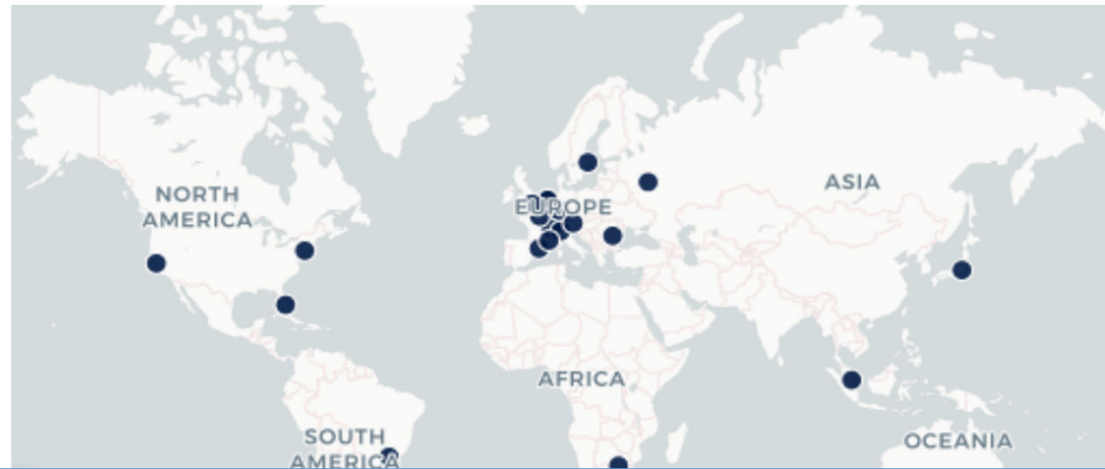 NORTH
AMERICA
EUROPE
ASIA
AFRICA
SOUTH
AMERICA
OCEANIA